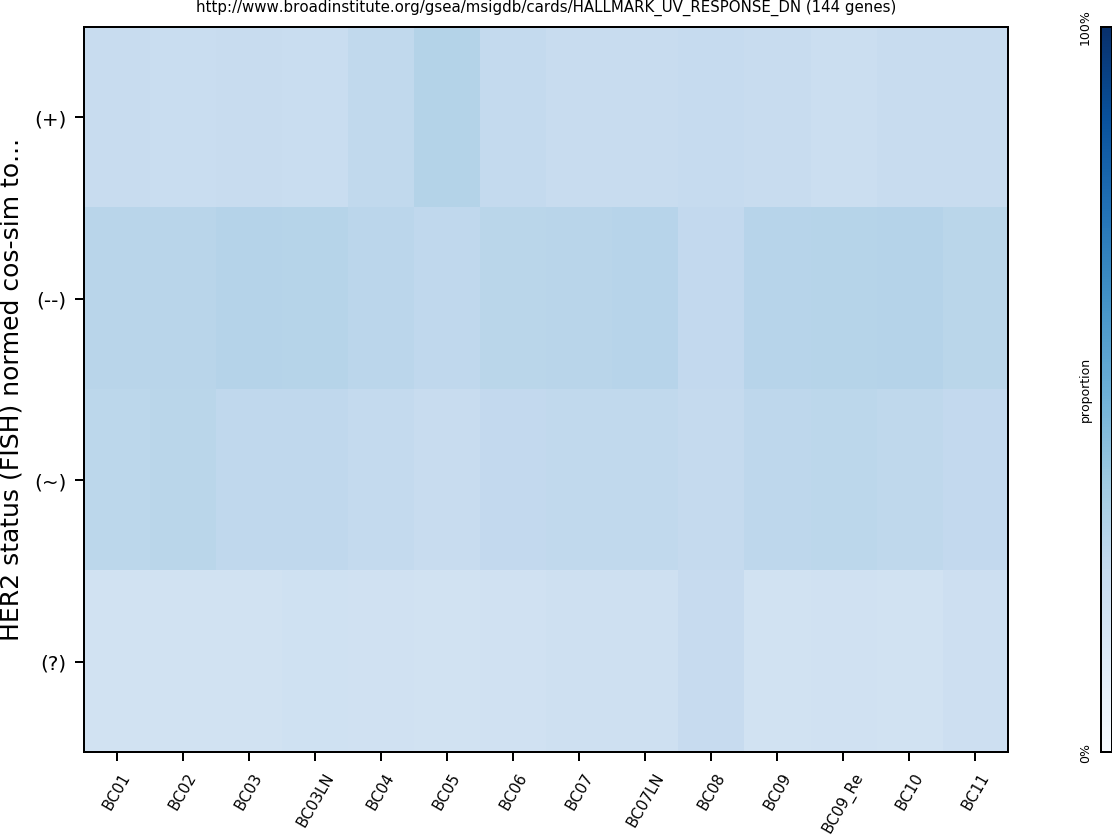 http://www.broadinstitute.org/gsea/msigdb/cards/HALLMARK_UV_RESPONSE_DN (144 genes)
HER2 status (FISH) normed cos-sim to...
(+)
(--)
(~)
(?)
BC01
BC02
BC03
BC03LN
BC04
BC05
BC06
BC07
BC07LN
BC08
BC09
BC09_Re
BC10
BC11
100%
proportion
0%